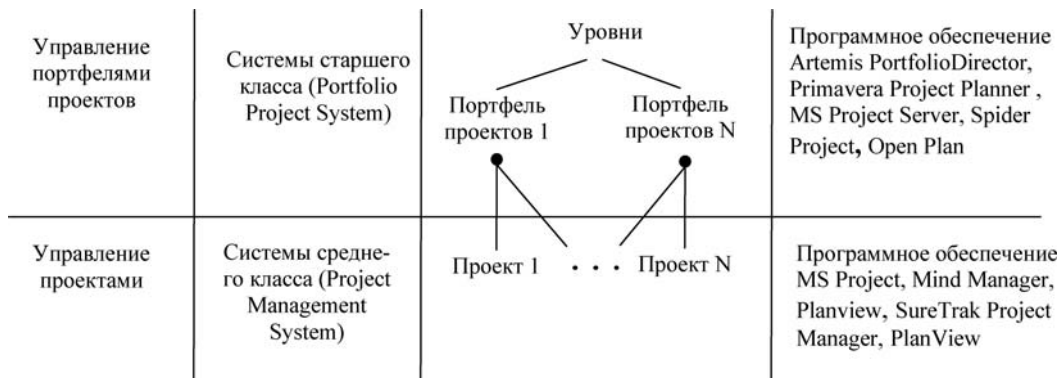 Управление
портфелями
проектов
Системы старшего
класса (Portfolio
Project System)
Уровни
Портфель
проектов 1
Портфель
проектов N
Программное обеспечение
Artemis PortfolioDirector,
Primavera Project Planner ,
MS Project Server, Spider
Project, Open Plan
Управление
проектами
Системы средне-
го класса (Project
Management
System)
Проект 1 . . . Проект N
Программное обеспечение
MS Project, Mind Manager,
Planview, SureTrak Project
Manager, PlanView